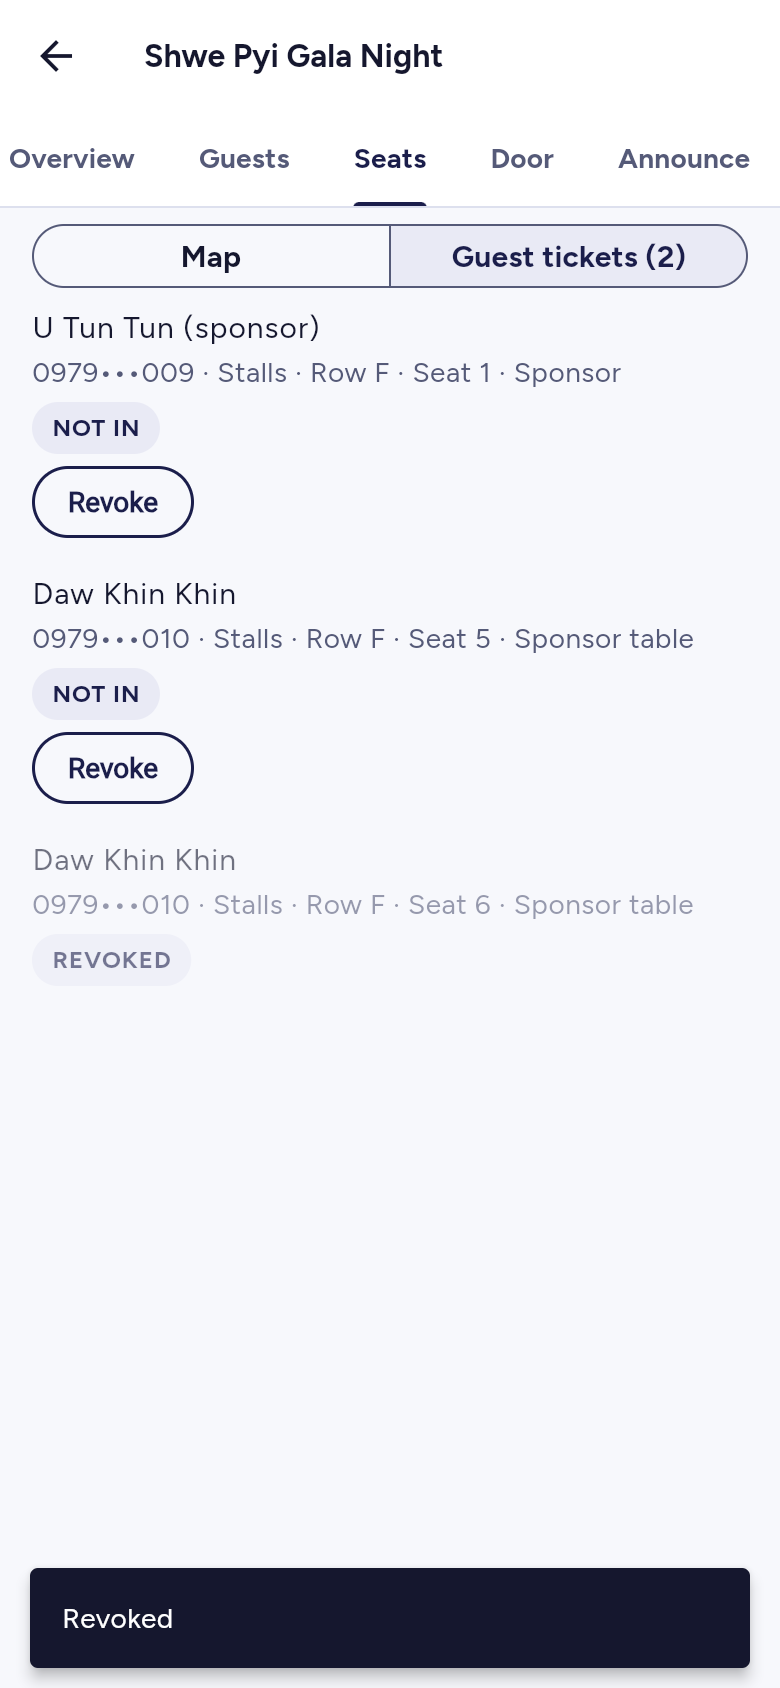 Shwe Pyi Gala Night
Overview Guests Seats Door Announce
Map Guest tickets (2)
U Tun Tun (sponsor)
0979•••009 · Stalls · Row F · Seat 1 · Sponsor
NOT IN
Revoke
Daw Khin Khin
0979•••010 · Stalls · Row F · Seat 5 · Sponsor table
NOT IN
Revoke
Daw Khin Khin
0979•••010 · Stalls · Row F · Seat 6 · Sponsor table
REVOKED
Revoked